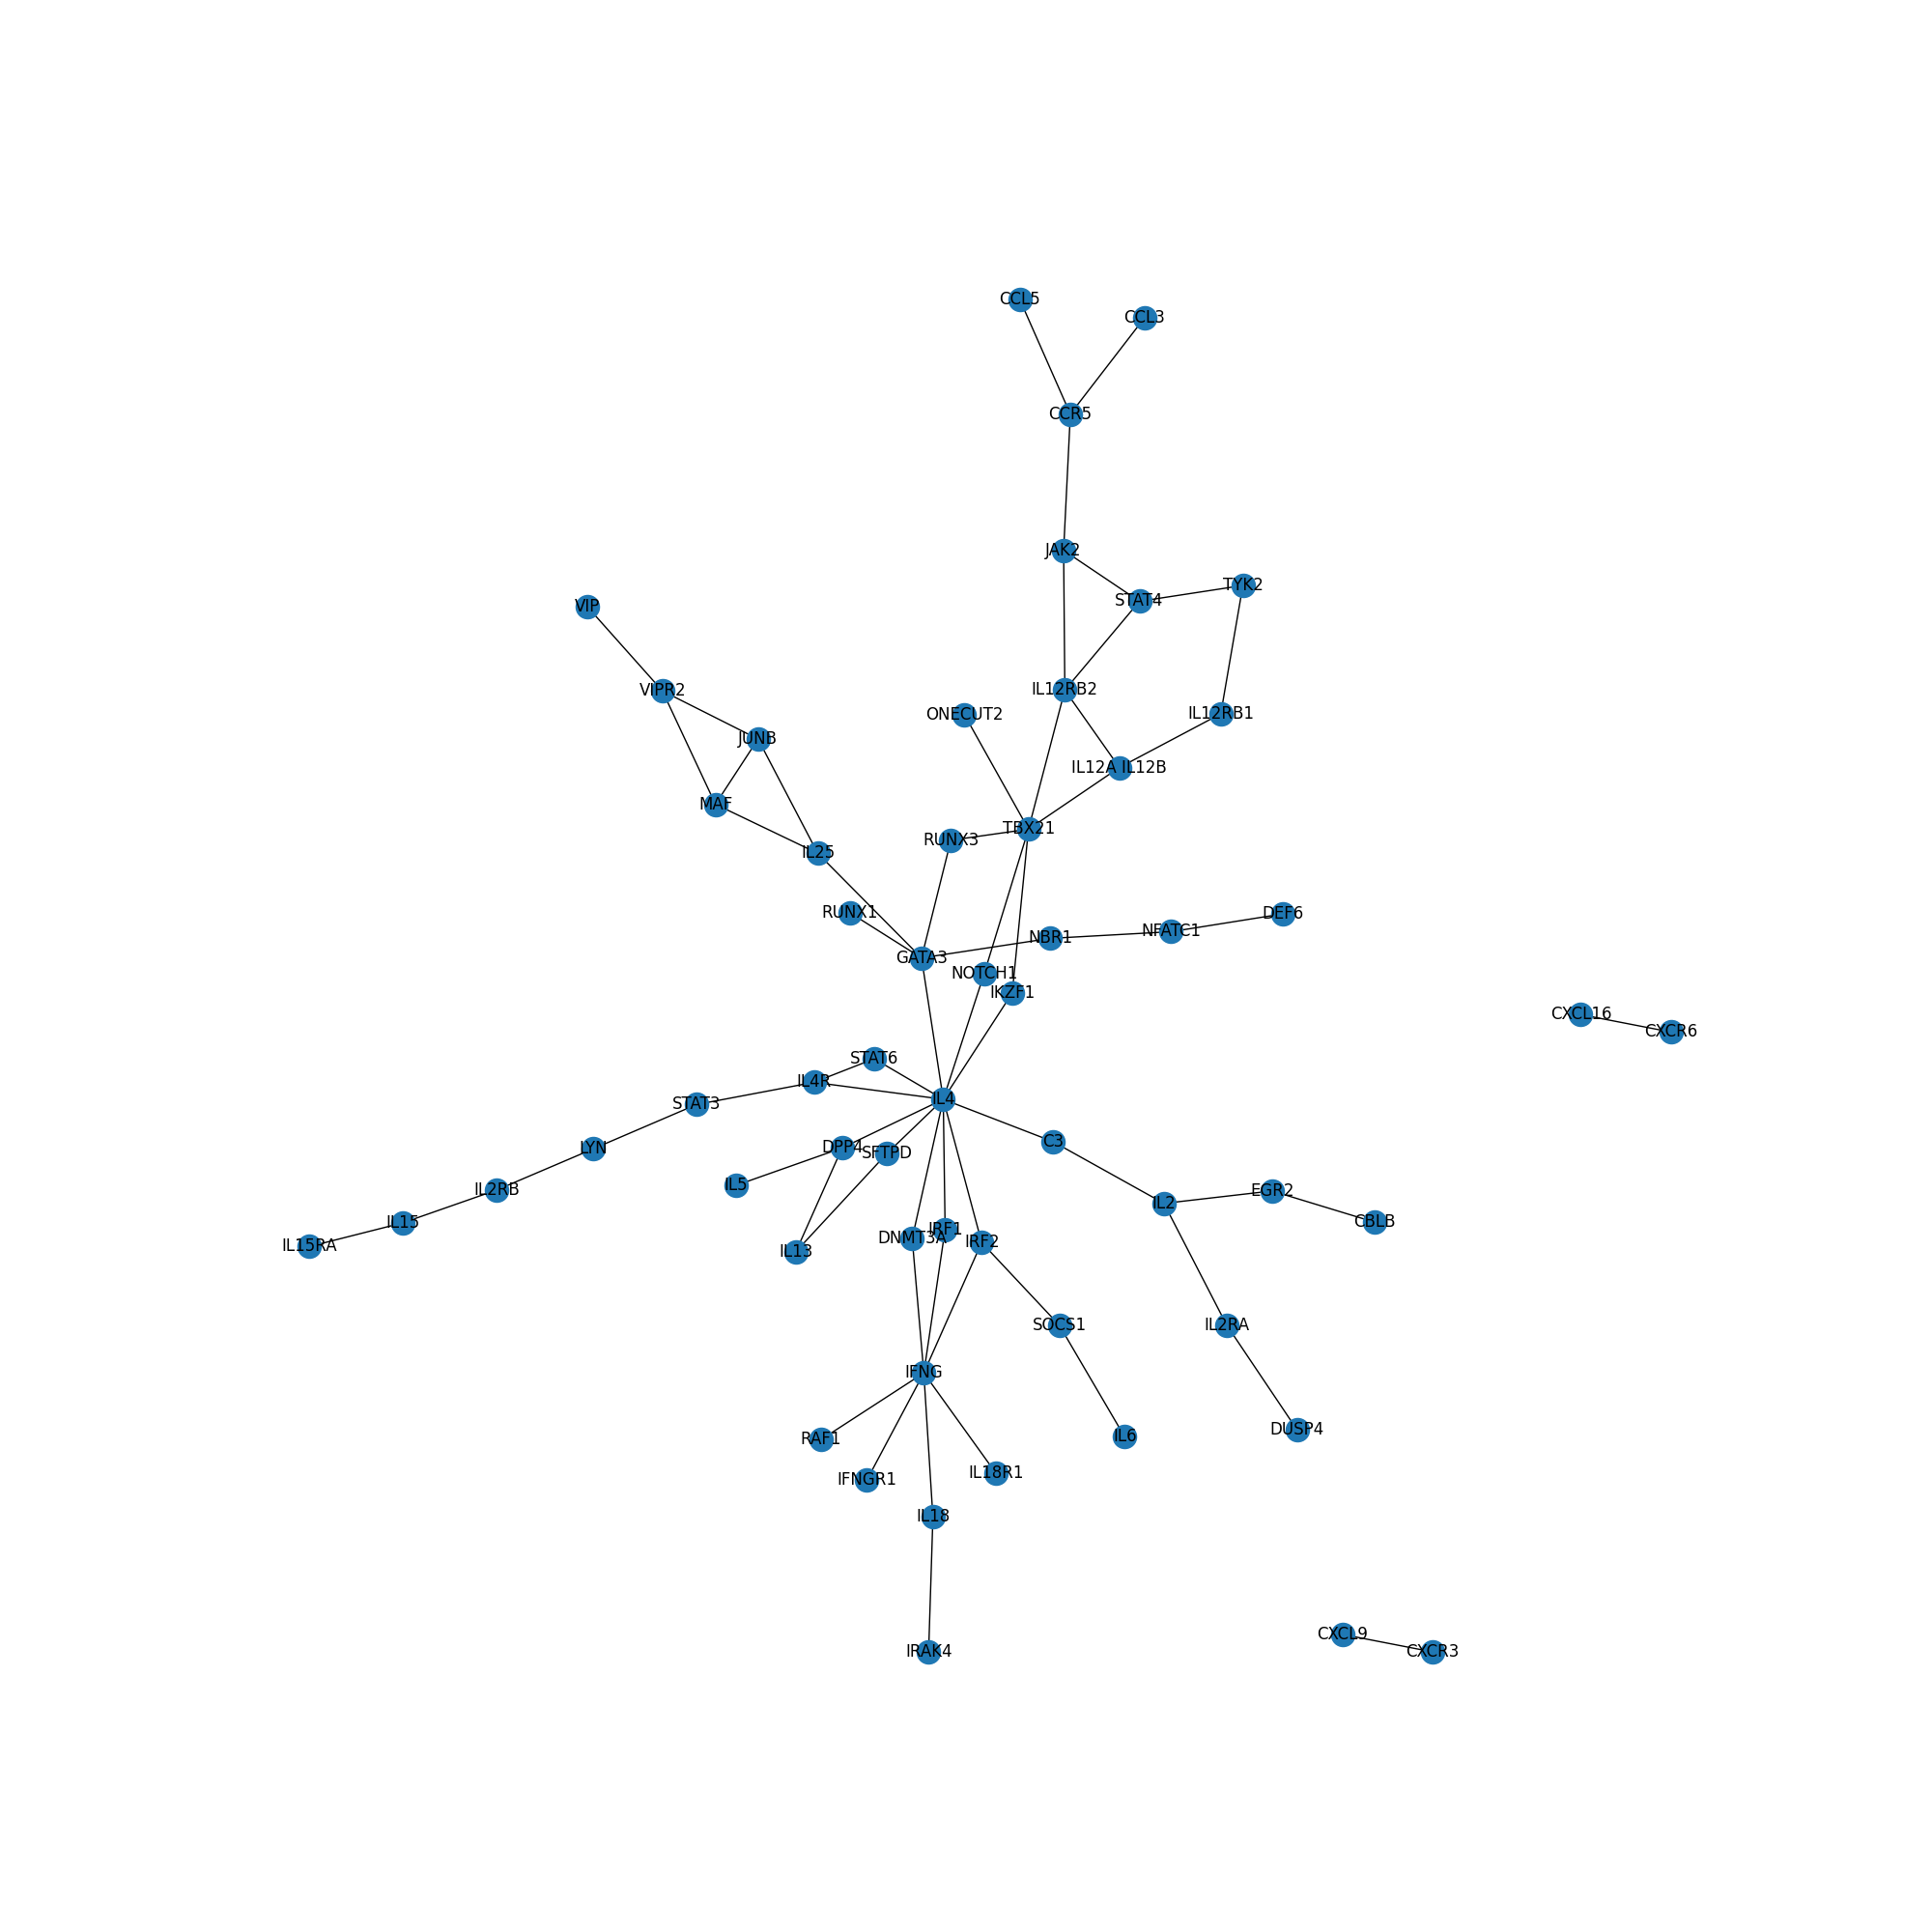 CCL5
CCL3
CCR5
JAK2
TYK2
STAT4
VIP
VIPR2
IL12RB2
ONECUT2
IL12RB1
JUNB
IL12A IL12B
MAF
TBX21
RUNX3
IL25
RUNX1
DEF6
NFATC1
NBR1
GATA3
NOTCH1
IKZF1
CXCL16
CXCR6
STAT6
IL4R
IL4
STAT3
C3
DPP4
SFTPD
LYN
IL5
IL2RB
EGR2
IL2
IL15
CBLB
IRF1
DNMT3A
IRF2
IL15RA
IL13
SOCS1
IL2RA
IFNG
DUSP4
RAF1
IL6
IL18R1
IFNGR1
IL18
CXCL9
IRAK4
CXCR3